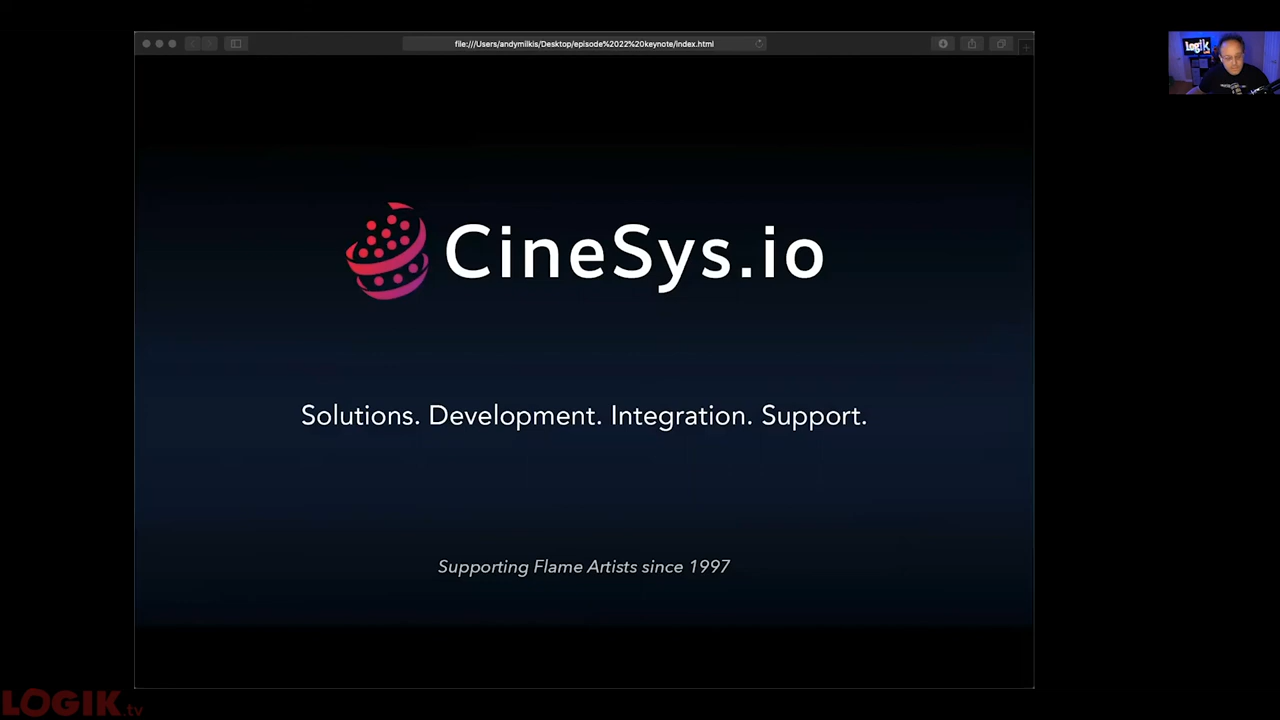 file:///Users/andymilkis/Desktop/episode%2022%20keynote/index.html
LOGIK
CineSys.io
Solutions. Development. Integration. Support.
Supporting Flame Artists since 1997
LOGIK.tv